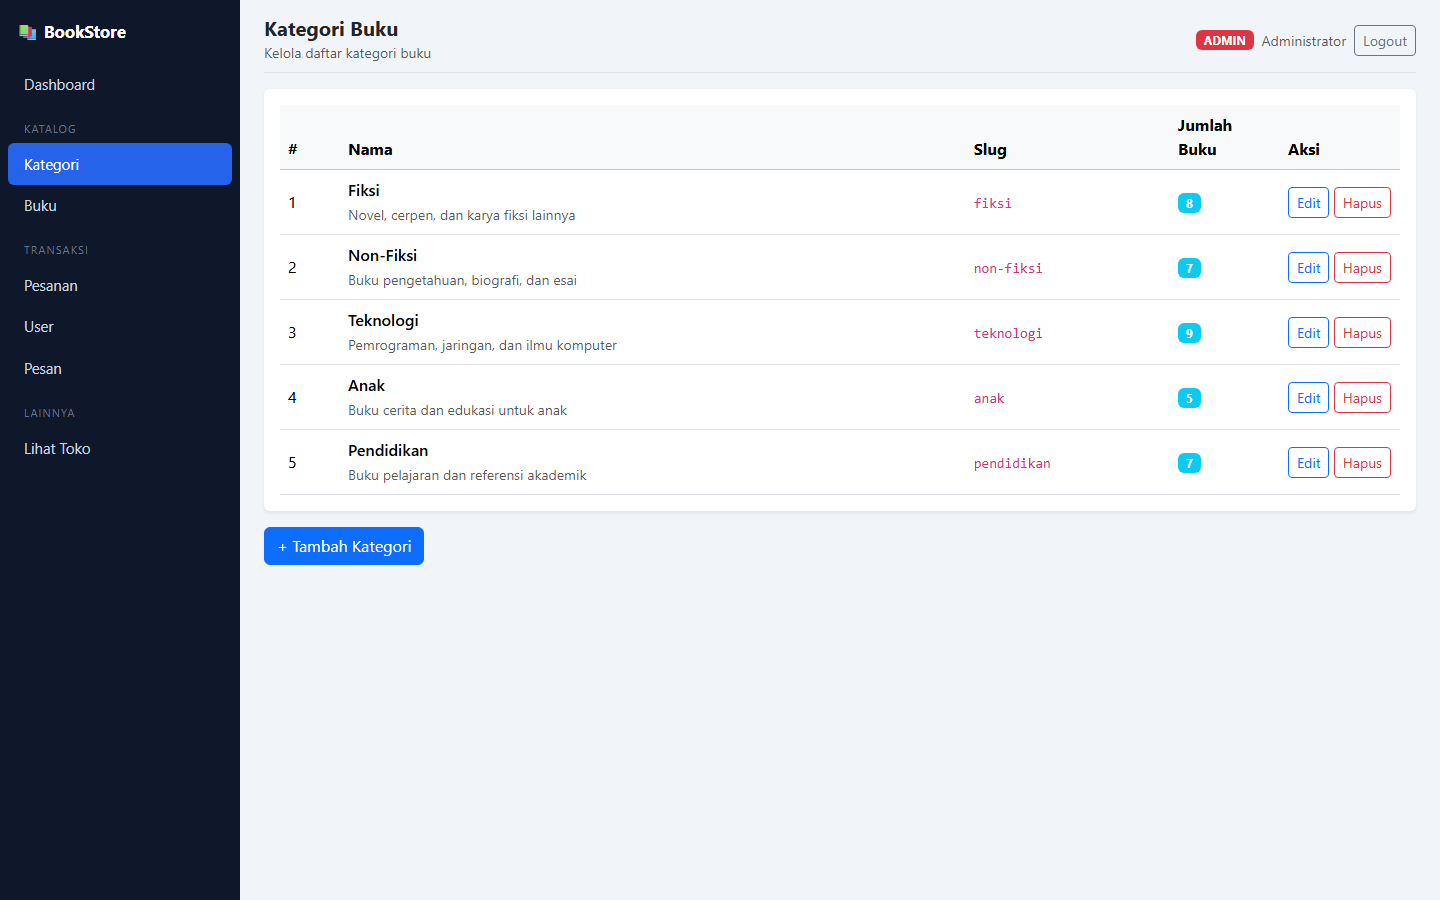 BookStore
Dashboard
KATALOG
Kategori
Buku
TRANSAKSI
Pesanan
User
Pesan
LAINNYA
Lihat Toko
Kategori Buku
Kelola daftar kategori buku
ADMIN Administrator Logout
# Nama Slug Jumlah Buku Aksi
1 Fiksi fiksi 8 Edit Hapus
Novel, cerpen, dan karya fiksi lainnya
2 Non-Fiksi non-fiksi 7 Edit Hapus
Buku pengetahuan, biografi, dan esai
3 Teknologi teknologi 9 Edit Hapus
Pemrograman, jaringan, dan ilmu komputer
4 Anak anak 5 Edit Hapus
Buku cerita dan edukasi untuk anak
5 Pendidikan pendidikan 7 Edit Hapus
Buku pelajaran dan referensi akademik
+ Tambah Kategori